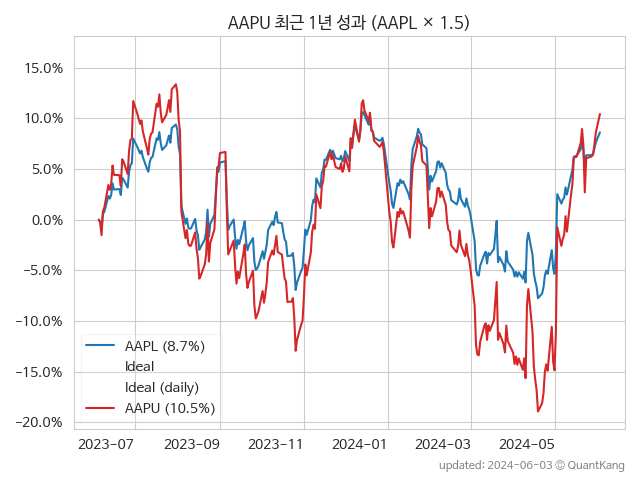 AAPU 최근 1년 성과 (AAPL × 1.5)
15.0%
10.0%
5.0%
0.0%
−5.0%
−10.0%
−15.0%
−20.0%
AAPL (8.7%)
Ideal
Ideal (daily)
AAPU (10.5%)
2023-07 2023-09 2023-11 2024-01 2024-03 2024-05
updated: 2024-06-03 © QuantKang